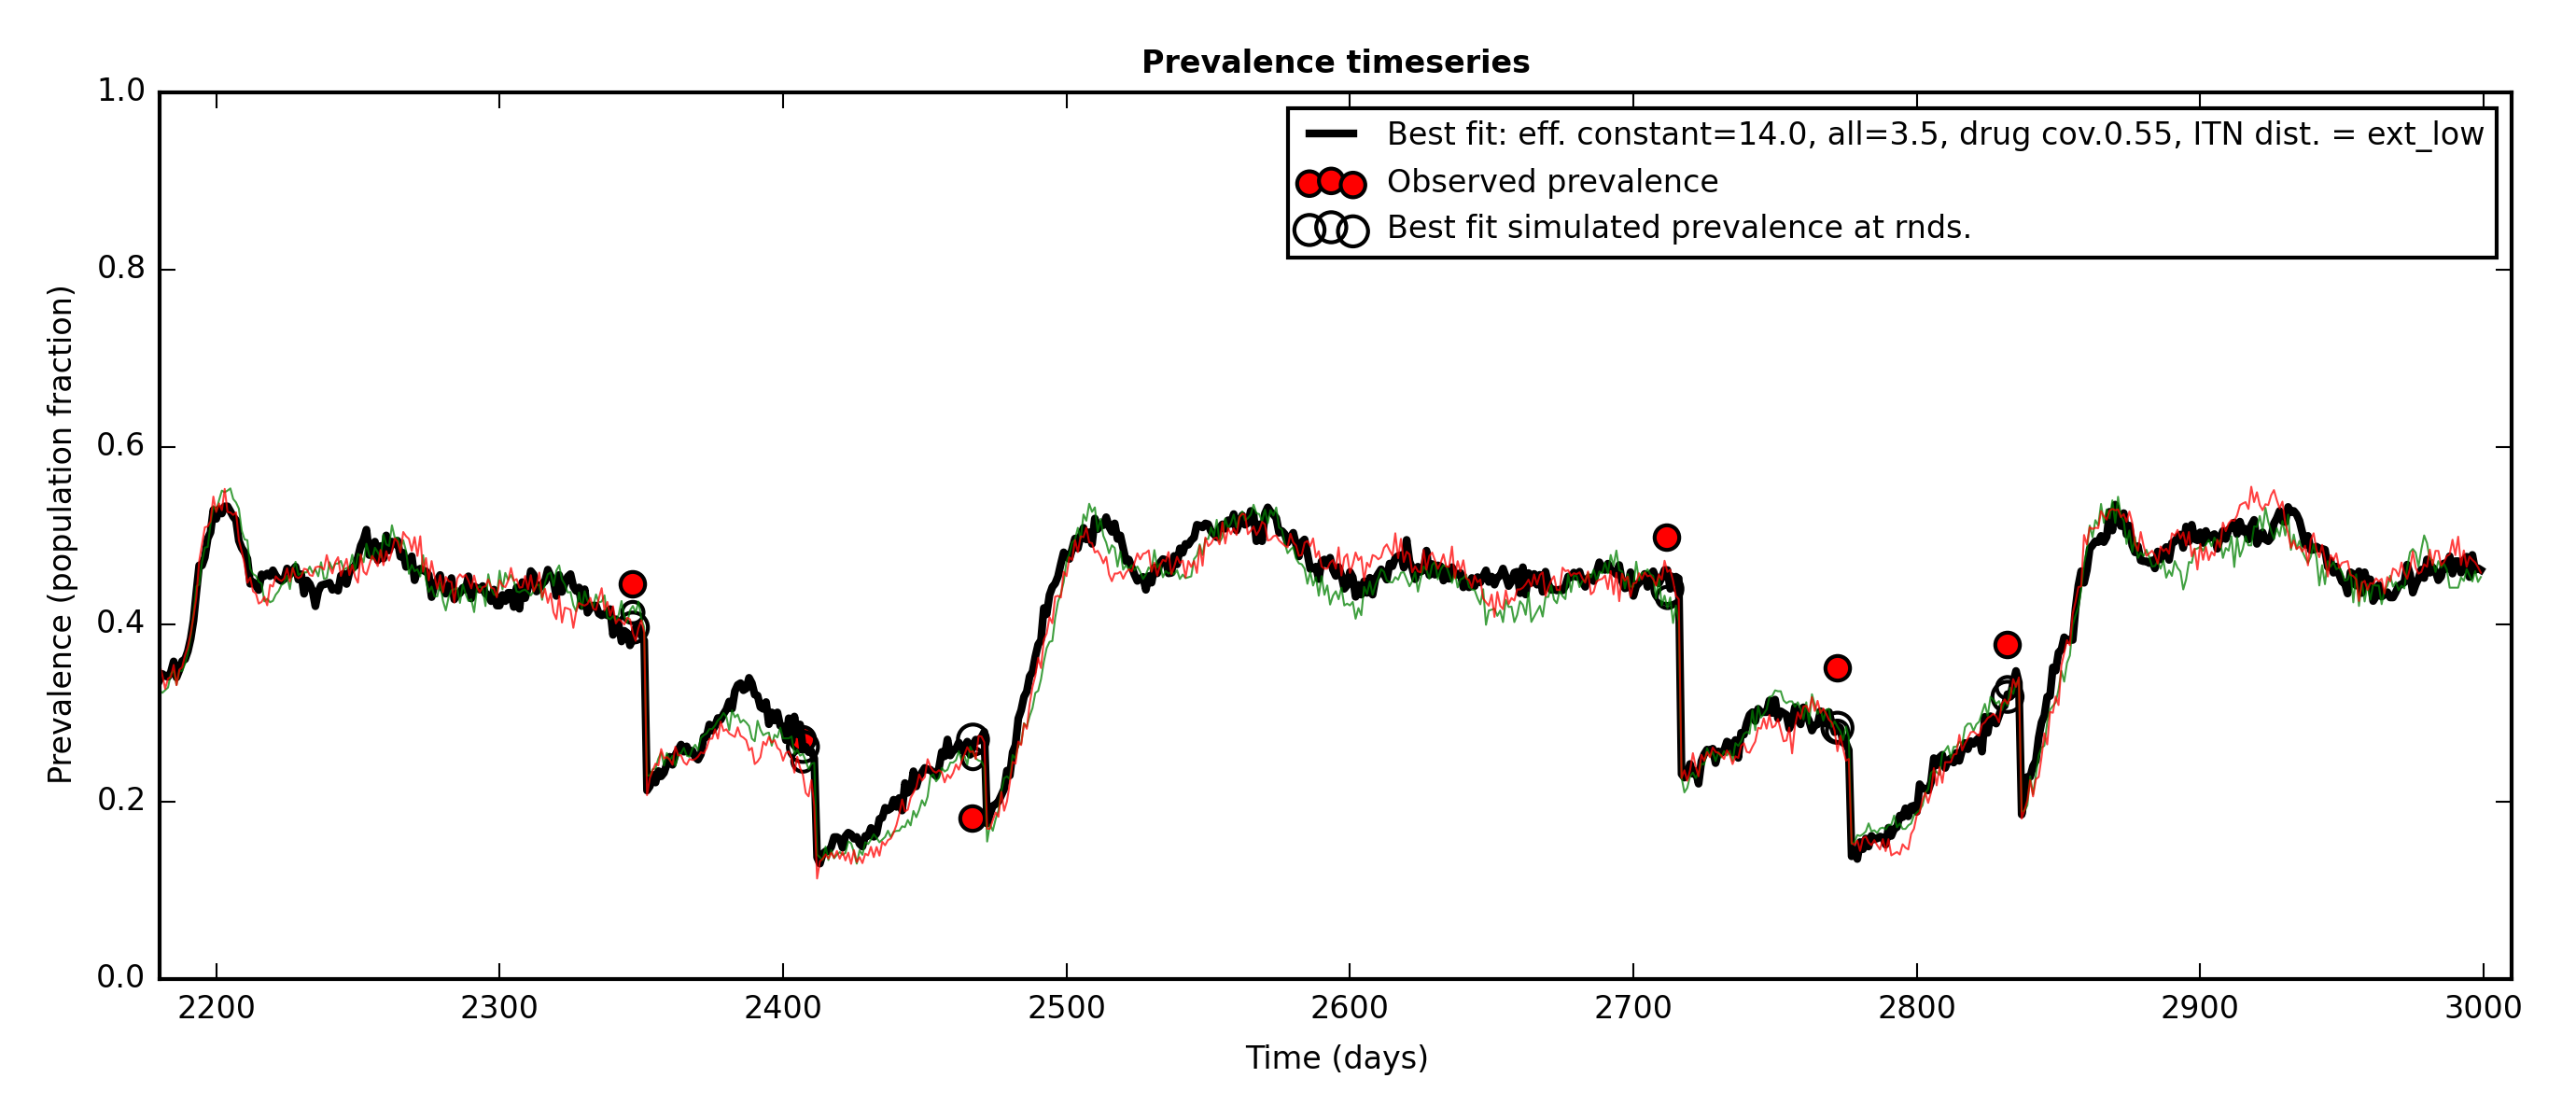 Prevalence timeseries
1.0
0.8
0.6
0.4
0.2
0.0
Prevalence (population fraction)
Best fit: eff. constant=14.0, all=3.5, drug cov.0.55, ITN dist. = ext_low
Observed prevalence
Best fit simulated prevalence at rnds.
2200 2300 2400 2500 2600 2700 2800 2900 3000
Time (days)